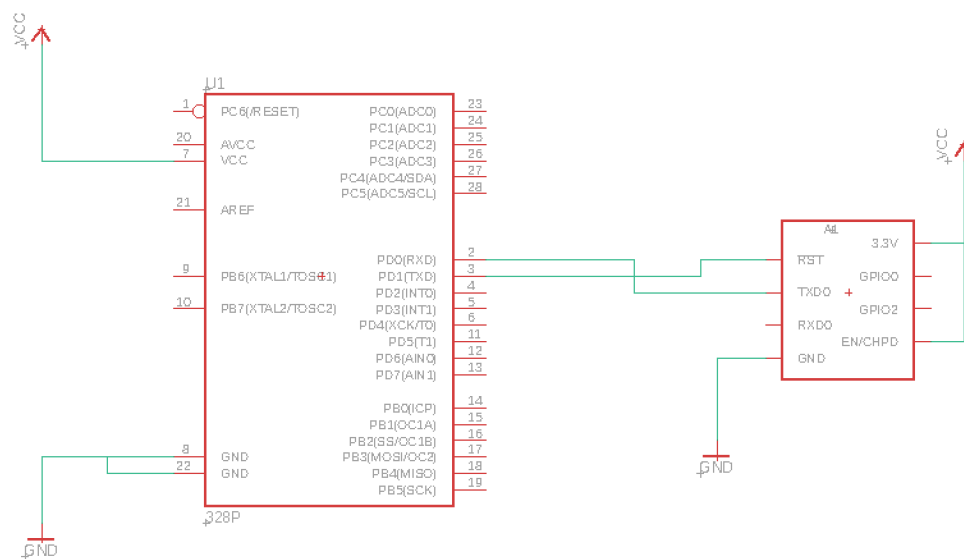 VCC
U1
1 PC6(/RESET)
20 AVCC
7 VCC
21 AREF
9 PB6(XTAL1/TOSC1)
10 PB7(XTAL2/TOSC2)
8 GND
22 GND
PC0(ADC0) 23
PC1(ADC1) 24
PC2(ADC2) 25
PC3(ADC3) 26
PC4(ADC4/SDA) 27
PC5(ADC5/SCL) 28
PD0(RXD) 2
PD1(TXD) 3
PD2(INT0) 4
PD3(INT1) 5
PD4(XCK/T0) 6
PD5(T1) 11
PD6(AIN0) 12
PD7(AIN1) 13
PB0(ICP) 14
PB1(OC1A) 15
PB2(SS/OC1B) 16
PB3(MOSI/OC2) 17
PB4(MISO) 18
PB5(SCK) 19
328P
GND
VCC
3.3V
RST
GPIO0
TXD0
GPIO2
RXD0
EN/CHPD
GND
GND